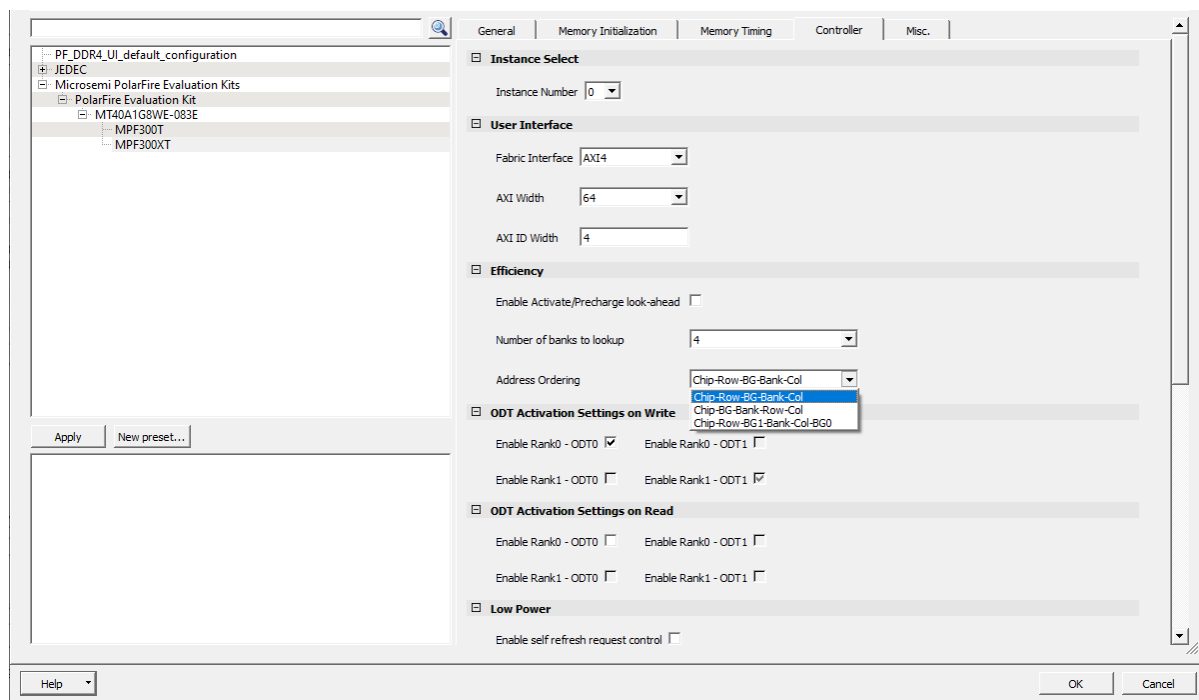 PF_DDR4_UI_default_configuration
JEDEC
Microsemi PolarFire Evaluation Kits
PolarFire Evaluation Kit
MT40A1G8WE-083E
MPF300T
MPF300XT
Apply
New preset...
General
Memory Initialization
Memory Timing
Controller
Misc.
Instance Select
Instance Number 0
User Interface
Fabric Interface AXI4
AXI Width 64
AXI ID Width 4
Efficiency
Enable Activate/Precharge look-ahead
Number of banks to lookup 4
Address Ordering Chip-Row-BG-Bank-Col
Chip-Row-BG-Bank-Col
Chip-BG-Bank-Row-Col
Chip-Row-BG1-Bank-Col-BG0
ODT Activation Settings on Write
Enable Rank0 - ODT0 Enable Rank0 - ODT1
Enable Rank1 - ODT0 Enable Rank1 - ODT1
ODT Activation Settings on Read
Enable Rank0 - ODT0 Enable Rank0 - ODT1
Enable Rank1 - ODT0 Enable Rank1 - ODT1
Low Power
Enable self refresh request control
Help
OK
Cancel